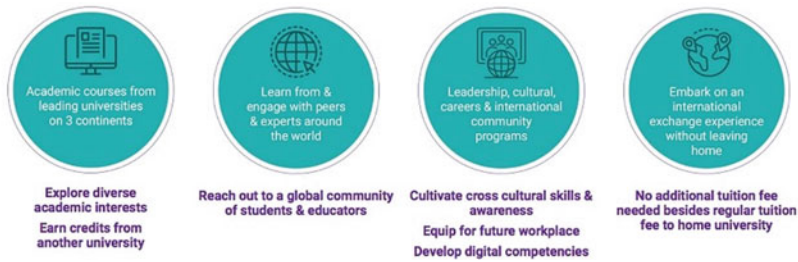 Academic courses from
leading universities
on 3 continents
Explore diverse
academic interests
Earn credits from
another university
Learn from &
engage with peers
& experts around
the world
Reach out to a global community
of students & educators
Leadership, cultural,
careers & international
community
programs
Cultivate cross cultural skills &
awareness
Equip for future workplace
Develop digital competencies
Embark on an
international
exchange experience
without leaving
home
No additional tuition fee
needed besides regular tuition
fee to home university